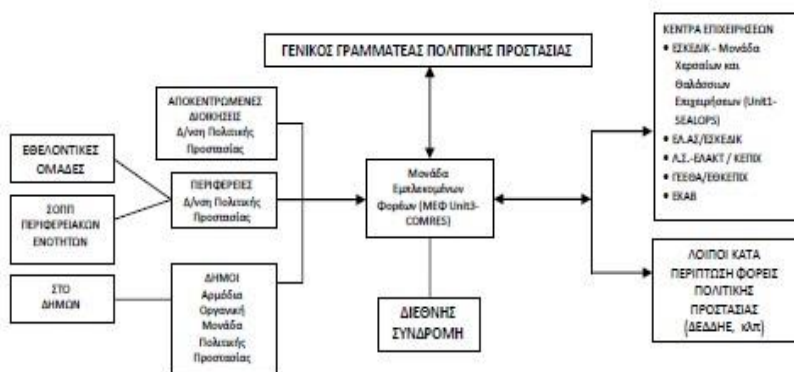 ΓΕΝΙΚΟΣ ΓΡΑΜΜΑΤΕΑΣ ΠΟΛΙΤΙΚΗΣ ΠΡΟΣΤΑΣΙΑΣ
ΑΠΟΚΕΝΤΡΩΜΕΝΕΣ
ΔΙΟΙΚΗΣΕΙΣ
Δ/νση Πολιτικής
Προστασίας
ΕΘΕΛΟΝΤΙΚΕΣ
ΟΜΑΔΕΣ
ΠΕΡΙΦΕΡΕΙΕΣ
Δ/νση Πολιτικής
Προστασίας
ΣΟΠΠ
ΠΕΡΙΦΕΡΕΙΑΚΩΝ
ΕΝΟΤΗΤΩΝ
ΣΤΟ
ΔΗΜΩΝ
ΔΗΜΟΙ
Αρμόδια
Οργανική
Μονάδα
Πολιτικής
Προστασίας
Μονάδα
Εμπλεκομένων
Φορέων (ΜΕΦ Unit3-
COMRES)
ΔΙΕΘΝΗΣ
ΣΥΝΔΡΟΜΗ
ΚΕΝΤΡΑ ΕΠΙΧΕΙΡΗΣΕΩΝ
• ΕΣΚΕΔΙΚ - Μονάδα
Χερσαίων και
Θαλάσσιων
Επιχειρήσεων (Unit1-
SEALOPS)
• ΕΛ.ΑΣ/ΕΣΚΕΔΙΚ
• Λ.Σ.-ΕΛΑΚΤ / ΚΕΠΙΧ
• ΓΕΕΘΑ/ΕΘΚΕΠΙΧ
• ΕΚΑΒ
ΛΟΙΠΟΙ ΚΑΤΑ
ΠΕΡΙΠΤΩΣΗ ΦΟΡΕΙΣ
ΠΟΛΙΤΙΚΗΣ
ΠΡΟΣΤΑΣΙΑΣ
(ΔΕΔΔΗΕ, κλπ)